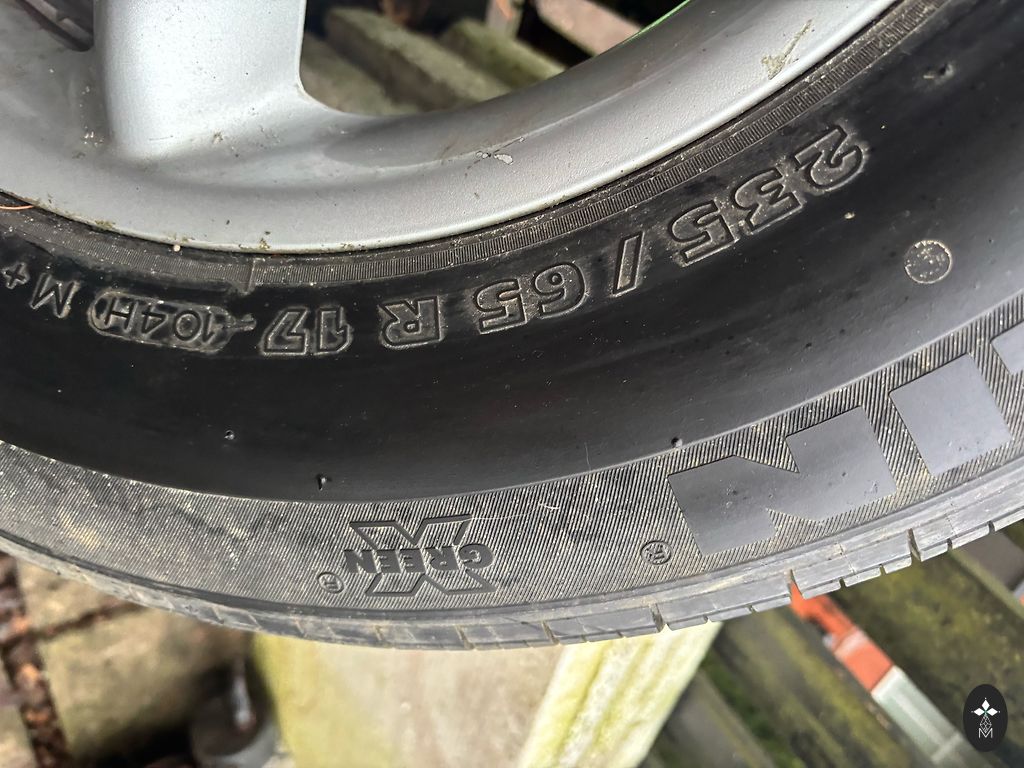 235/65 R 17 104H M+
GREEN X